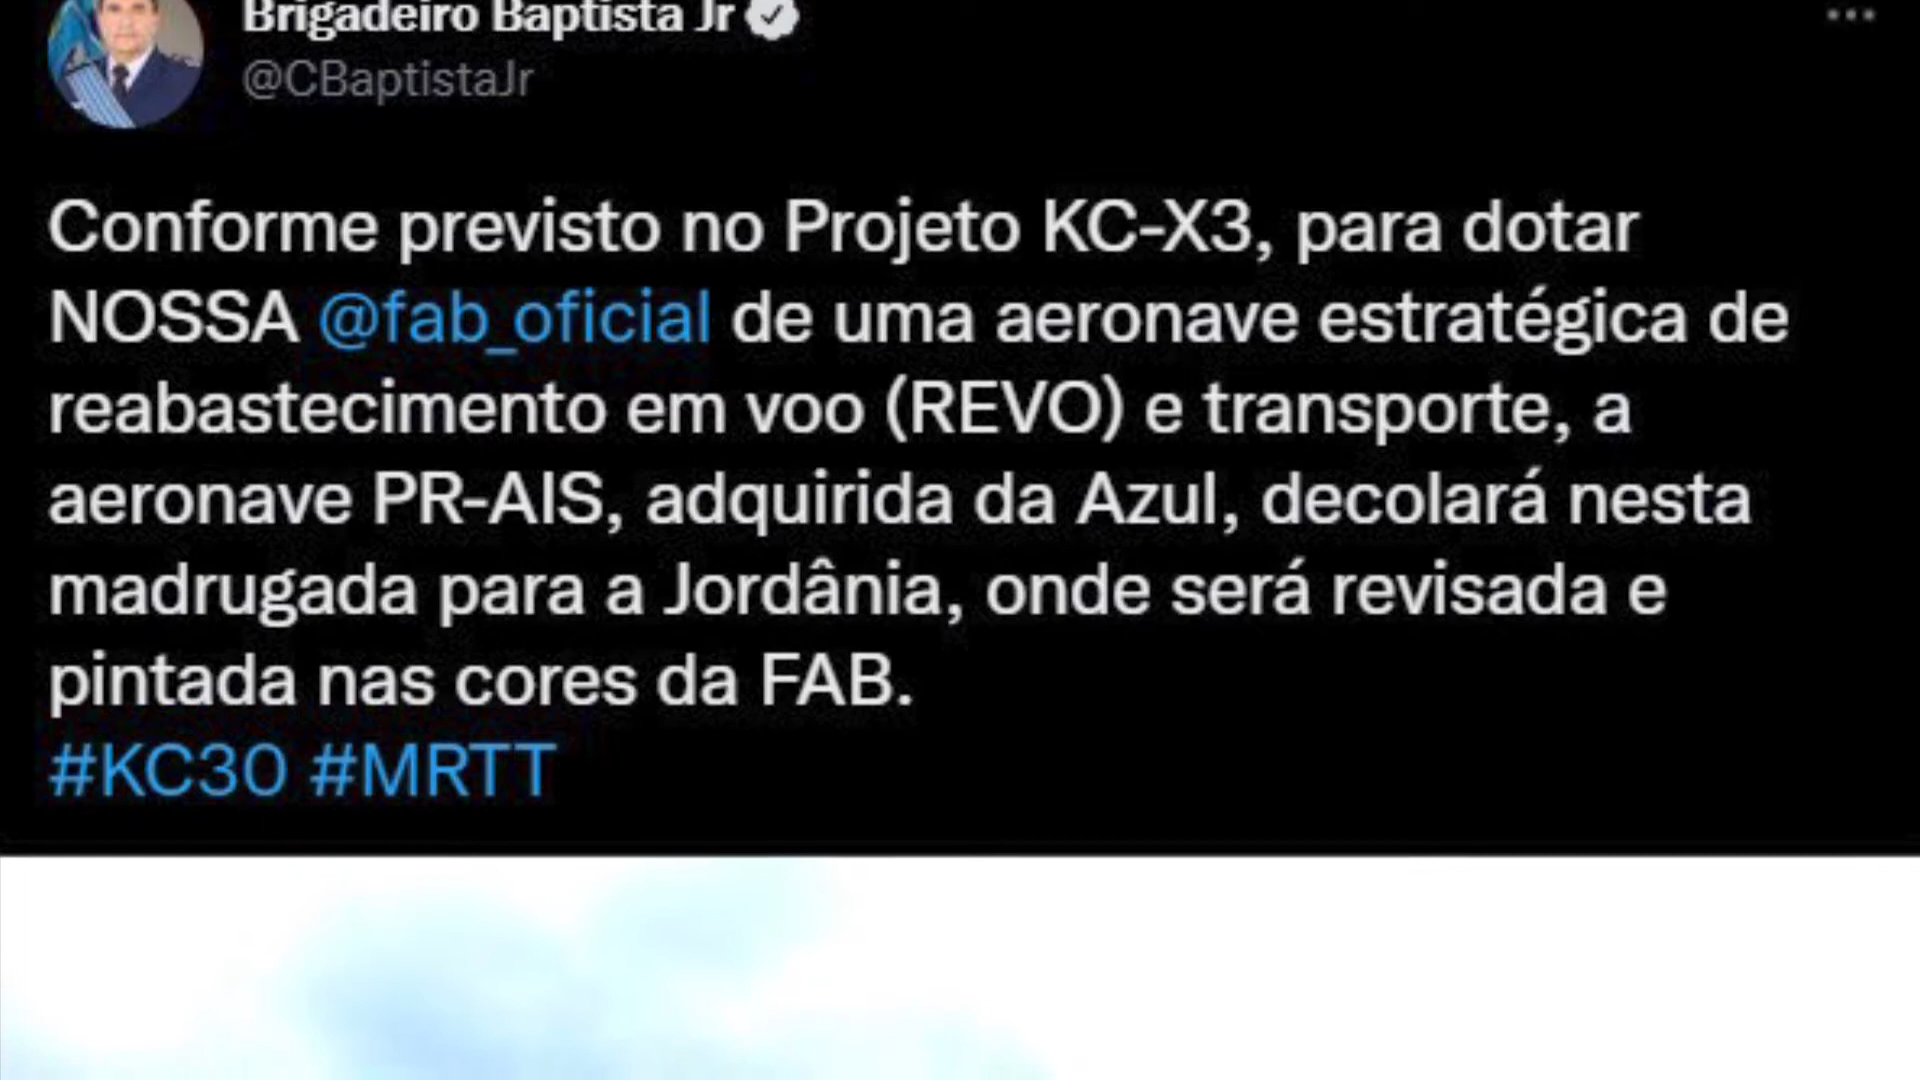 Brigadeiro Baptista Jr
@CBaptistaJr
Conforme previsto no Projeto KC-X3, para dotar
NOSSA @fab_oficial de uma aeronave estratégica de
reabastecimento em voo (REVO) e transporte, a
aeronave PR-AIS, adquirida da Azul, decolará nesta
madrugada para a Jordânia, onde será revisada e
pintada nas cores da FAB.
#KC30 #MRTT